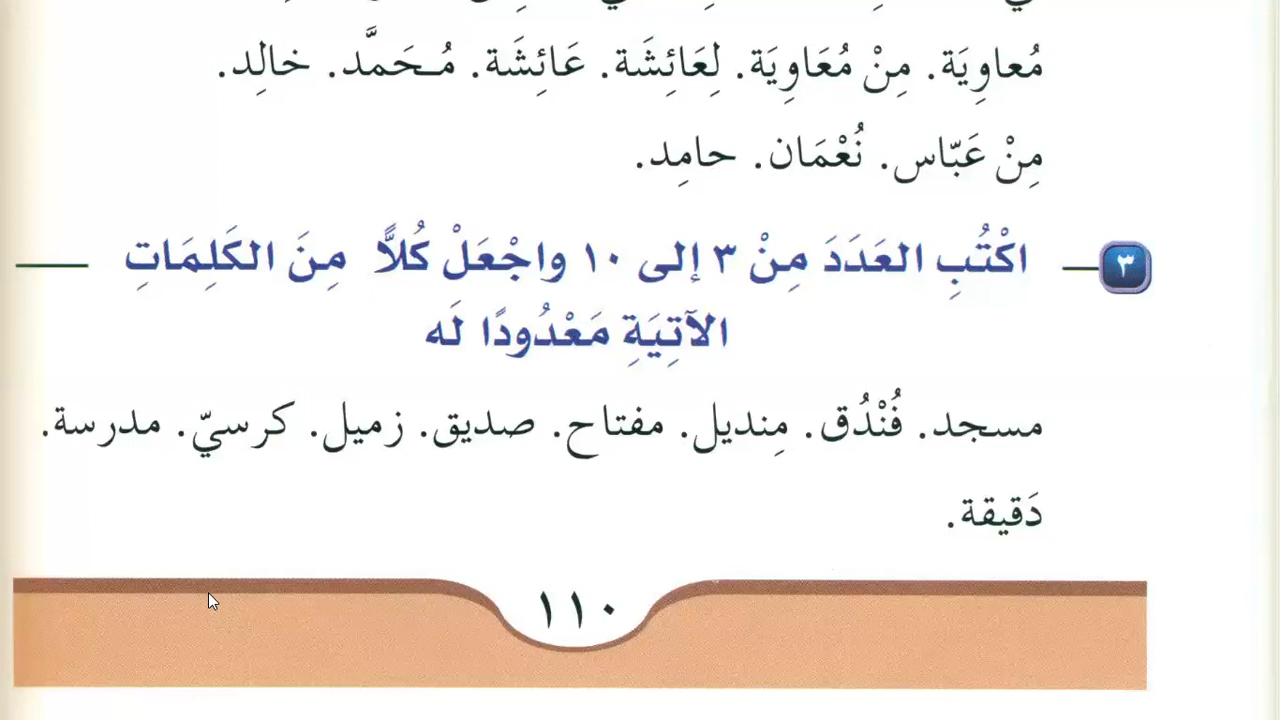 مُعاوِيَة. مِنْ مُعَاوِيَة. لِعَائِشَة. عَائِشَة. مُـحَمَّد. خالِد.
مِنْ عَبّاس. نُعْمَان. حامِد.
٣ اكْتُبِ العَدَدَ مِنْ ٣ إلى ١٠ واجْعَلْ كُلاًّ مِنَ الكَلِمَاتِ
الآتِيَةِ مَعْدُودًا لَه
مسجد. فُنْدُق. مِنديل. مفتاح. صديق. زميل. كرسيّ. مدرسة.
دَقيقة.
١١٠